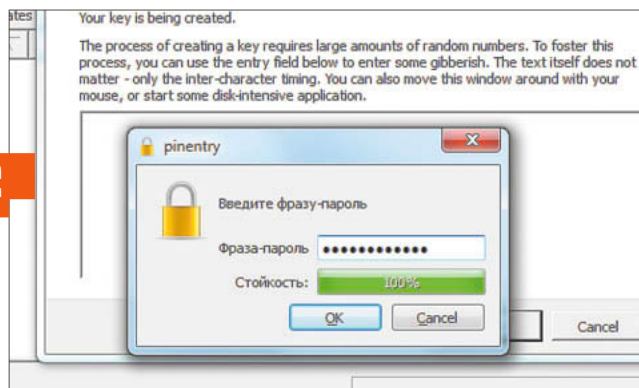 ates
Your key is being created.
The process of creating a key requires large amounts of random numbers. To foster this
process, you can use the entry field below to enter some gibberish. The text itself does not
matter - only the inter-character timing. You can also move this window around with your
mouse, or start some disk-intensive application.
pinentry
Введите фразу-пароль
Фраза-пароль ●●●●●●●●●●●●
Стойкость: 100%
OK Cancel
Cancel